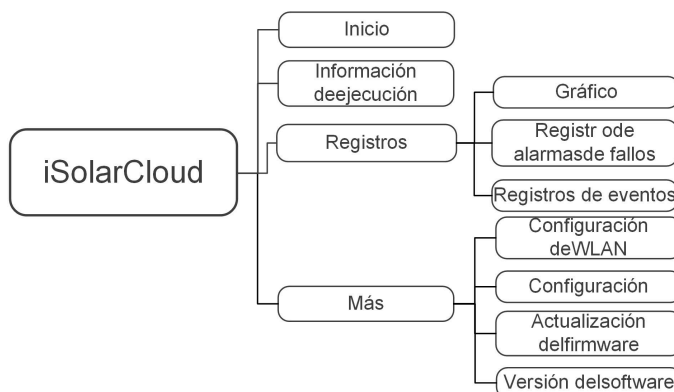 iSolarCloud
Inicio
Información
deejecución
Registros
Gráfico
Registr ode
alarmasde fallos
Registros de eventos
Más
Configuración
deWLAN
Configuración
Actualización
delfirmware
Versión delsoftware